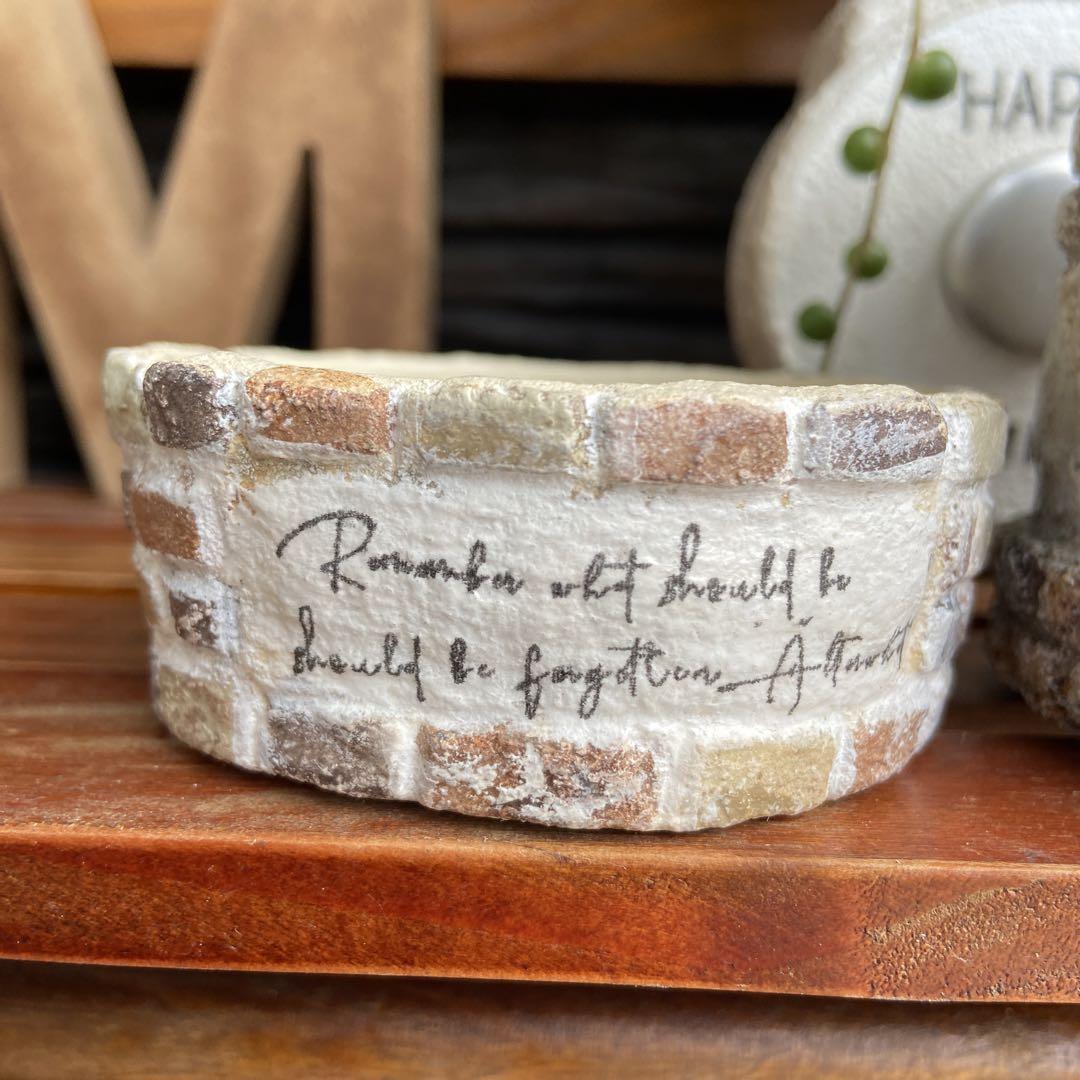 M
HAP
Remember what should be
should be forgotten